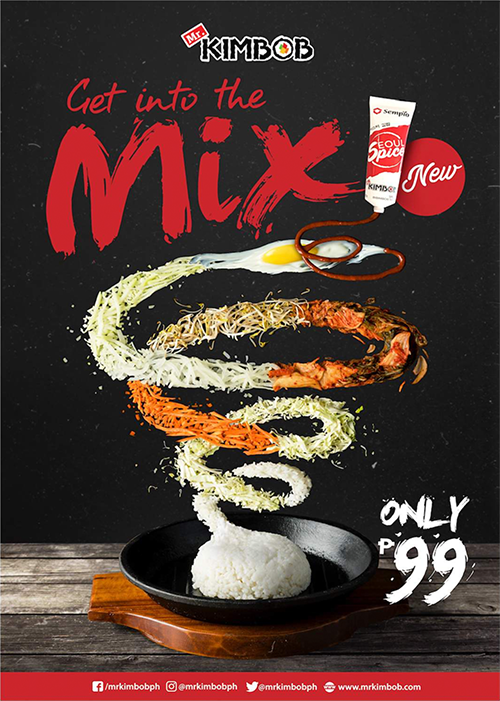 Mr.
KIMBOB
Get into the
Mix!
Sempio
SEOUL
Spice
KIMBOB
New
ONLY
P99
/mrkimbobph @mrkimbobph @mrkimbobph www.mrkimbob.com